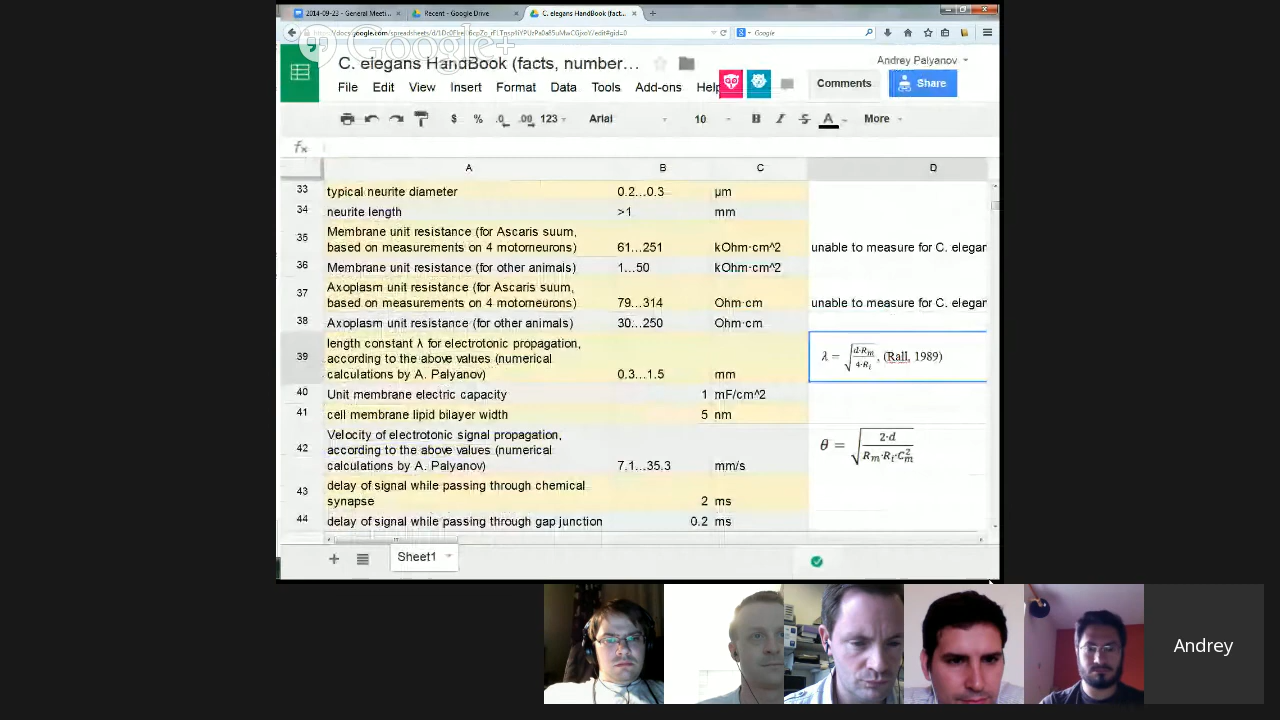 2014-09-23 - General Meeti...
Recent - Google Drive
C. elegans HandBook (fact...
Google
Google+
C. elegans HandBook (facts, number…
Andrey Palyanov
File Edit View Insert Format Data Tools Add-ons Help
Comments
Share
$ % .0 .00 123 Arial 10 B I S A More
fx
A B C D
33 typical neurite diameter 0.2…0.3 µm
34 neurite length >1 mm
Membrane unit resistance (for Ascaris suum,
35 based on measurements on 4 motorneurons) 61…251 kOhm·cm^2 unable to measure for C. elegan
36 Membrane unit resistance (for other animals) 1…50 kOhm·cm^2
Axoplasm unit resistance (for Ascaris suum,
37 based on measurements on 4 motorneurons) 79…314 Ohm·cm unable to measure for C. elegan
38 Axoplasm unit resistance (for other animals) 30…250 Ohm·cm
length constant λ for electrotonic propagation,
39 according to the above values (numerical λ = √(d·Rm / 4·Ri) , (Rall, 1989)
calculations by A. Palyanov) 0.3…1.5 mm
40 Unit membrane electric capacity 1 mF/cm^2
41 cell membrane lipid bilayer width 5 nm
Velocity of electrotonic signal propagation,
42 according to the above values (numerical θ = √(2·d / Rm·Ri·Cm²)
calculations by A. Palyanov) 7.1…35.3 mm/s
43 delay of signal while passing through chemical
synapse 2 ms
44 delay of signal while passing through gap junction 0.2 ms
Sheet1
Andrey